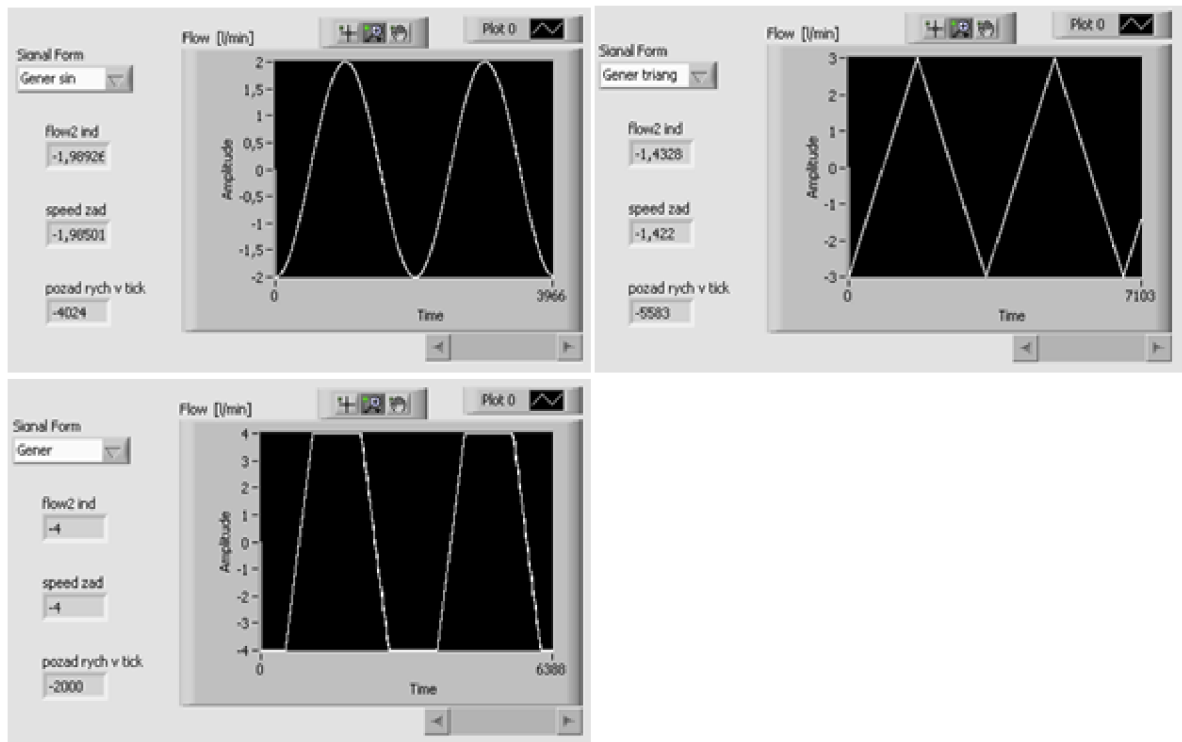 Signal Form
Gener sin
flow2 ind
-1,98926
speed zad
-1,98501
pozad rych v tick
-4024
Flow [l/min]
Plot 0
Amplitude
2
1,5
1
0,5
0
-0,5
-1
-1,5
-2
0
3966
Time
Signal Form
Gener triang
flow2 ind
-1,4328
speed zad
-1,422
pozad rych v tick
-5583
Flow [l/min]
Plot 0
Amplitude
3
2
1
0
-1
-2
-3
0
7103
Time
Signal Form
Gener
flow2 ind
-4
speed zad
-4
pozad rych v tick
-2000
Flow [l/min]
Plot 0
Amplitude
4
3
2
1
0
-1
-2
-3
-4
0
6388
Time